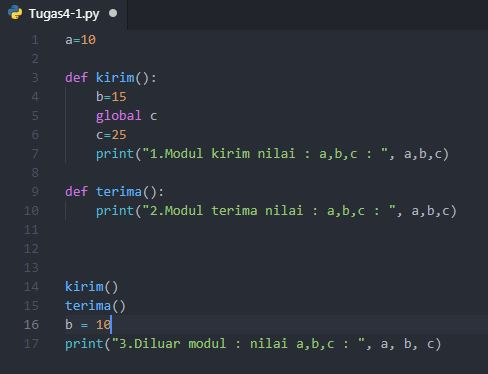 Tugas4-1.py
1 a=10
2
3 def kirim():
4     b=15
5     global c
6     c=25
7     print("1.Modul kirim nilai : a,b,c : ", a,b,c)
8
9 def terima():
10     print("2.Modul terima nilai : a,b,c : ", a,b,c)
11
12
13
14 kirim()
15 terima()
16 b = 10
17 print("3.Diluar modul : nilai a,b,c : ", a, b, c)